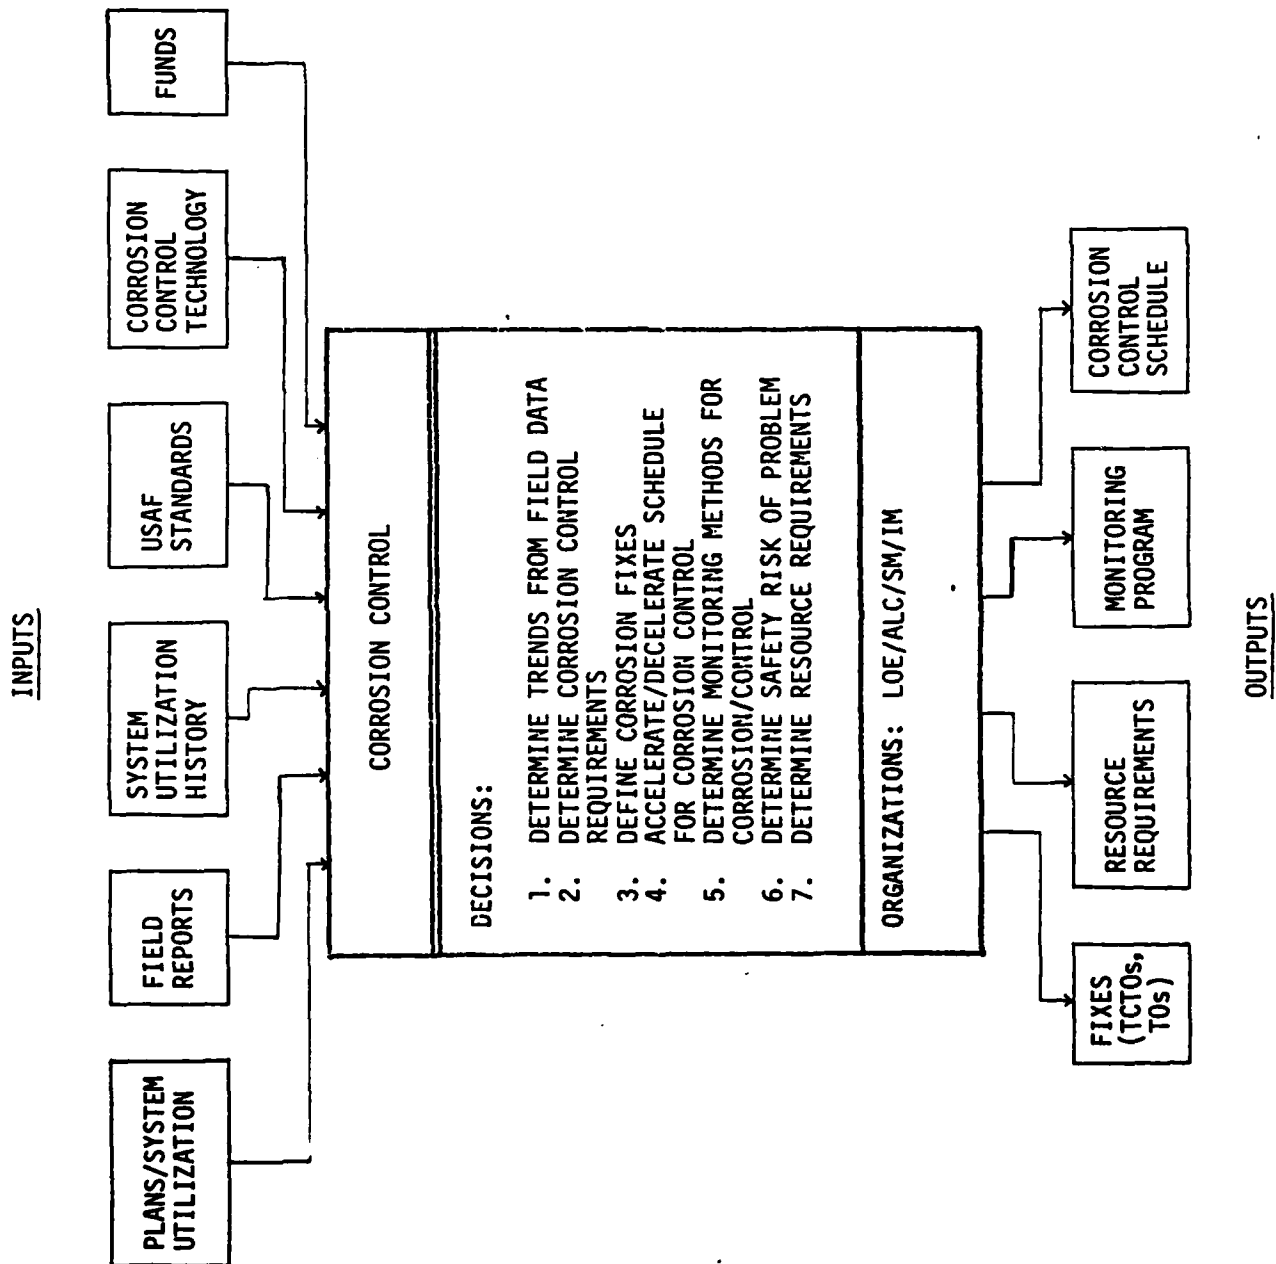 INPUTS
PLANS/SYSTEM
UTILIZATION
FIELD
REPORTS
SYSTEM
UTILIZATION
HISTORY
USAF
STANDARDS
CORROSION
CONTROL
TECHNOLOGY
FUNDS
CORROSION CONTROL
DECISIONS:
1. DETERMINE TRENDS FROM FIELD DATA
2. DETERMINE CORROSION CONTROL
REQUIREMENTS
3. DEFINE CORROSION FIXES
4. ACCELERATE/DECELERATE SCHEDULE
FOR CORROSION CONTROL
5. DETERMINE MONITORING METHODS FOR
CORROSION/CONTROL
6. DETERMINE SAFETY RISK OF PROBLEM
7. DETERMINE RESOURCE REQUIREMENTS
ORGANIZATIONS: LOE/ALC/SM/IM
FIXES
(TCTOs,
TOs)
RESOURCE
REQUIREMENTS
MONITORING
PROGRAM
CORROSION
CONTROL
SCHEDULE
OUTPUTS